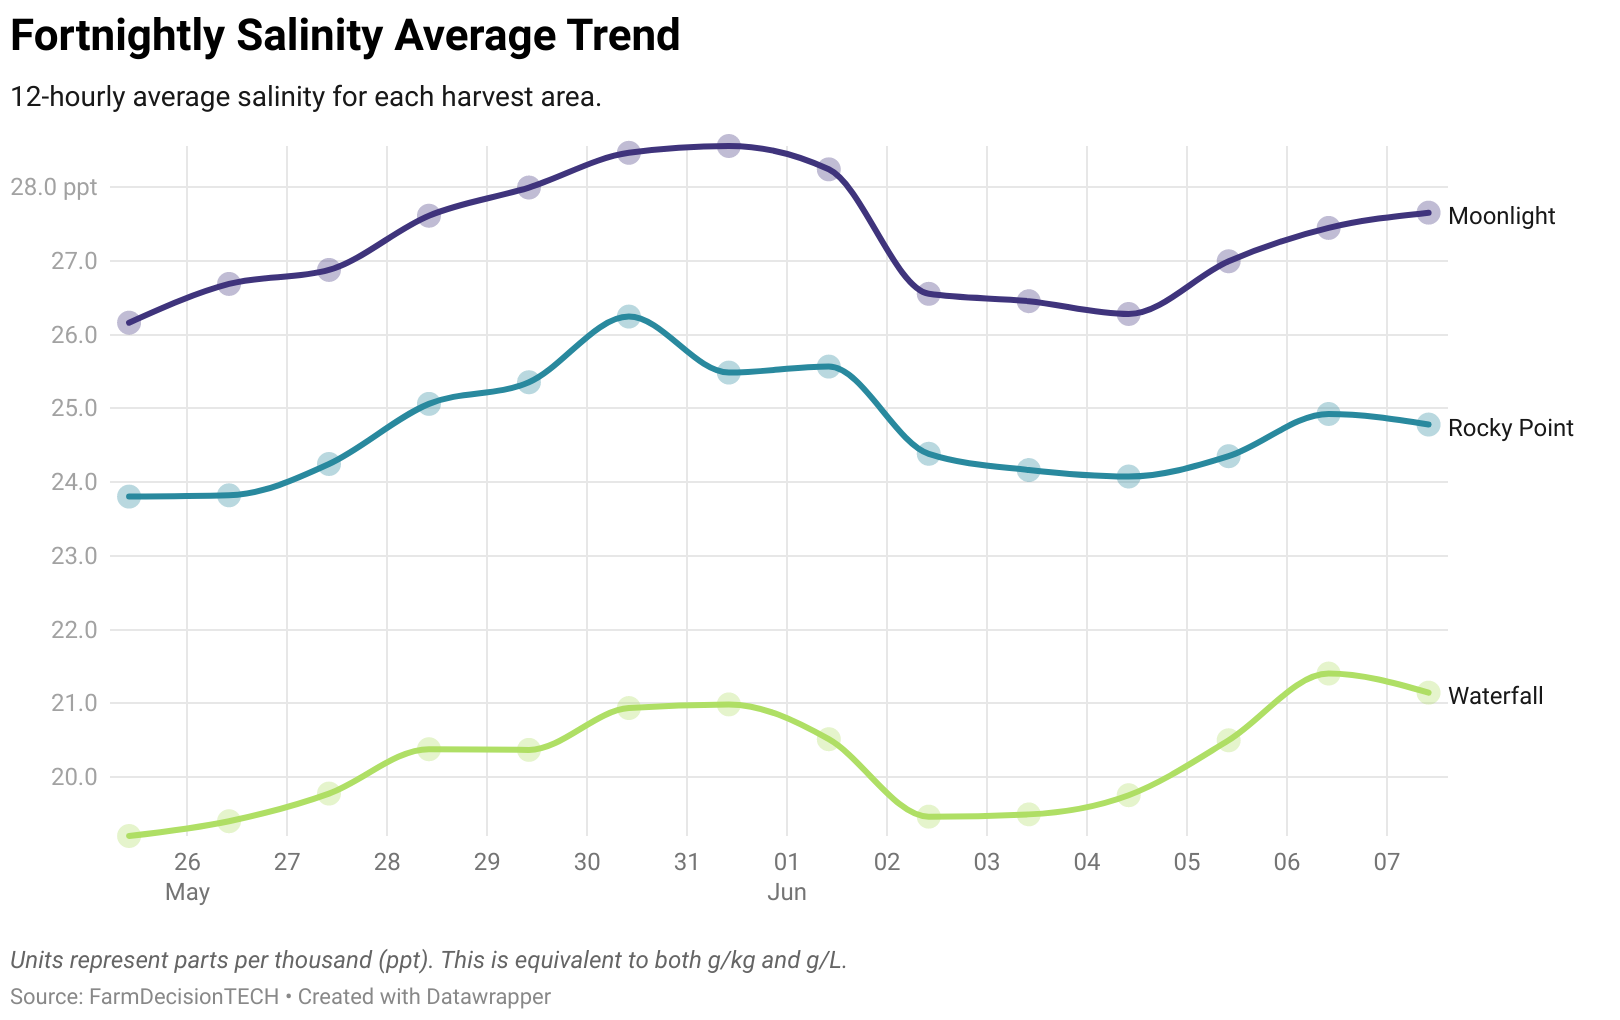 Fortnightly Salinity Average Trend
12-hourly average salinity for each harvest area.
28.0 ppt
27.0
26.0
25.0
24.0
23.0
22.0
21.0
20.0
Moonlight
Rocky Point
Waterfall
26 27 28 29 30 31 01 02 03 04 05 06 07
May Jun
Units represent parts per thousand (ppt). This is equivalent to both g/kg and g/L.
Source: FarmDecisionTECH • Created with Datawrapper